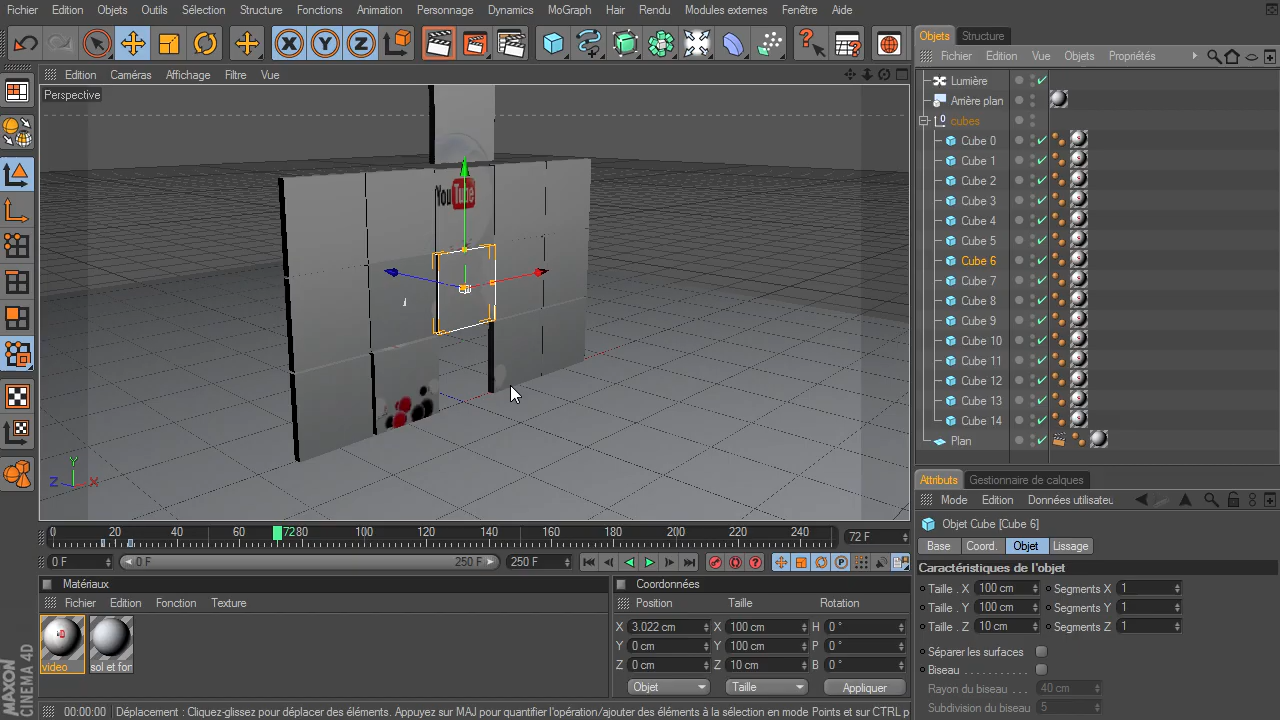 Fichier Edition Objets Outils Sélection Structure Fonctions Animation Personnage Dynamics MoGraph Hair Rendu Modules externes Fenêtre Aide
Objets Structure
Edition Caméras Affichage Filtre Vue
Fichier Edition Vue Objets Propriétés
Perspective
Lumière
Arrière plan
cubes
Cube 0
Cube 1
Cube 2
Cube 3
Cube 4
Cube 5
Cube 6
Cube 7
Cube 8
Cube 9
Cube 10
Cube 11
Cube 12
Cube 13
Cube 14
Plan
YouTube
Y
Z X
Attributs Gestionnaire de calques
Mode Edition Données utilisateu
Objet Cube [Cube 6]
Base Coord. Objet Lissage
Caractéristiques de l'objet
Taille . X 100 cm Segments X 1
Taille . Y 100 cm Segments Y 1
Taille . Z 10 cm Segments Z 1
Séparer les surfaces
Biseau
Rayon du biseau . . . 40 cm
Subdivision du biseau 5
0 20 40 60 7280 100 120 140 160 180 200 220 240 72 F
0 F 0 F 250 F 250 F
Matériaux
Fichier Edition Fonction Texture
video sol et for
Coordonnées
Position Taille Rotation
X 3.022 cm X 100 cm H 0 °
Y 0 cm Y 100 cm P 0 °
Z 0 cm Z 10 cm B 0 °
Objet Taille Appliquer
MAXON
CINEMA 4D
00:00:00 Déplacement : Cliquez-glissez pour déplacer des éléments. Appuyez sur MAJ pour quantifier l'opération/ajouter des éléments à la sélection en mode Points et sur CTRL p